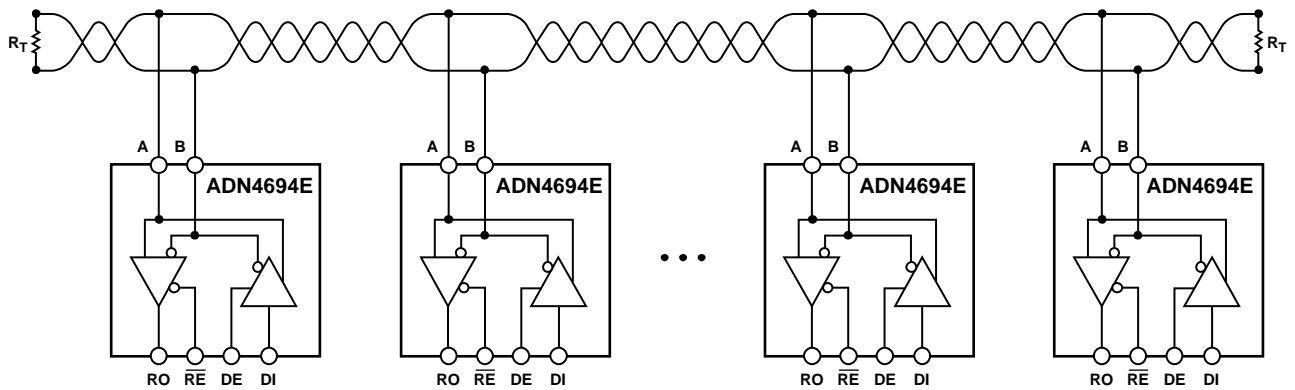 RT RT
A B A B A B A B
ADN4694E ADN4694E ADN4694E ADN4694E
...
RO RE DE DI RO RE DE DI RO RE DE DI RO RE DE DI